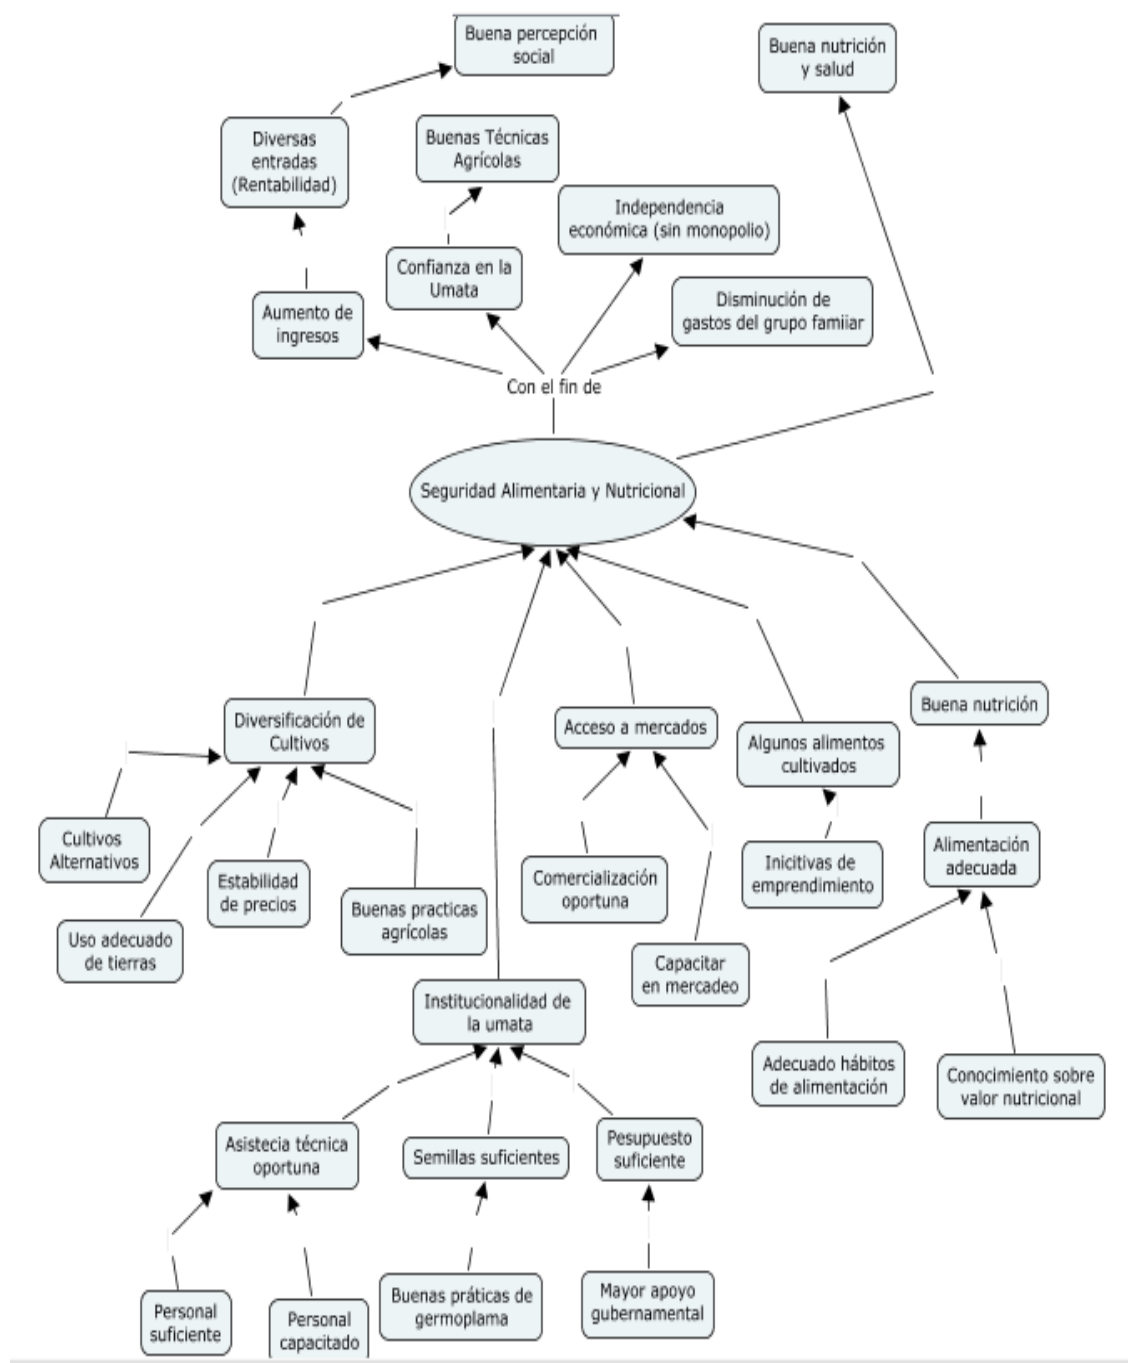 Buena percepción
social
Buena nutrición
y salud
Diversas
entradas
(Rentabilidad)
Buenas Técnicas
Agrícolas
Independencia
económica (sin monopolio)
Confianza en la
Umata
Aumento de
ingresos
Disminución de
gastos del grupo famiiar
Con el fin de
Seguridad Alimentaria y Nutricional
Diversificación de
Cultivos
Acceso a mercados
Algunos alimentos
cultivados
Buena nutrición
Cultivos
Alternativos
Estabilidad
de precios
Buenas practicas
agrícolas
Uso adecuado
de tierras
Comercialización
oportuna
Inicitivas de
emprendimiento
Alimentación
adecuada
Capacitar
en mercadeo
Institucionalidad de
la umata
Adecuado hábitos
de alimentación
Conocimiento sobre
valor nutricional
Asistecia técnica
oportuna
Semillas suficientes
Pesupuesto
suficiente
Personal
suficiente
Personal
capacitado
Buenas práticas de
germoplama
Mayor apoyo
gubernamental